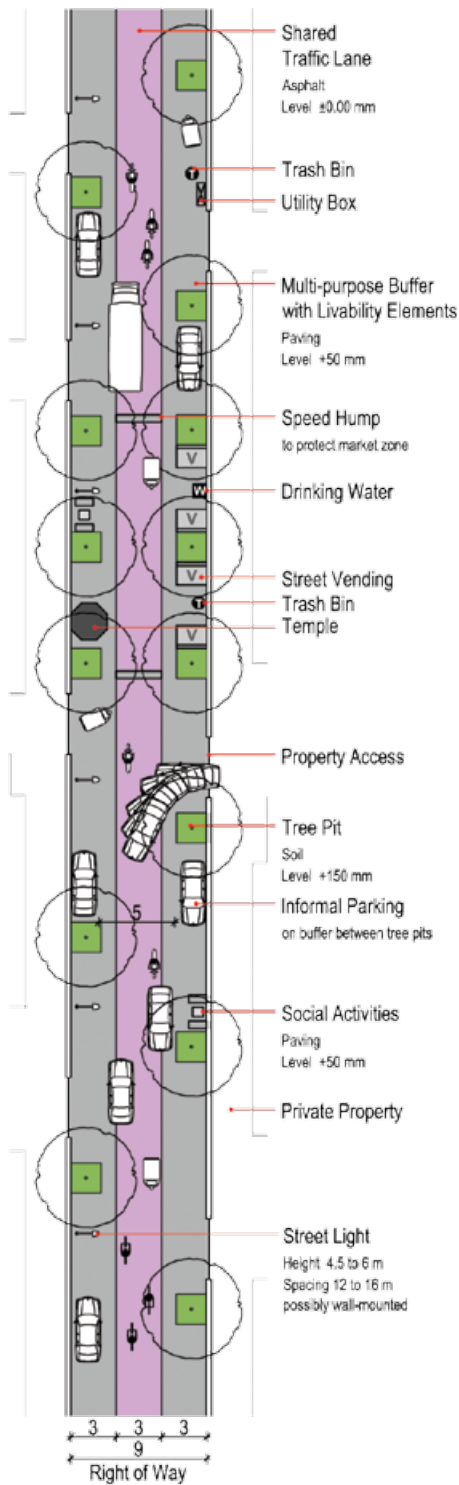 Shared
Traffic Lane
Asphalt
Level ±0.00 mm
T
Trash Bin
Utility Box
Multi-purpose Buffer
with Livability Elements
Paving
Level +50 mm
Speed Hump
to protect market zone
V
W
Drinking Water
V
V
Street Vending
T
Trash Bin
V
Temple
Property Access
Tree Pit
Soil
Level +150 mm
Informal Parking
on buffer between tree pits
5
Social Activities
Paving
Level +50 mm
Private Property
Street Light
Height 4.5 to 6 m
Spacing 12 to 16 m
possibly wall-mounted
3 3 3
9
Right of Way